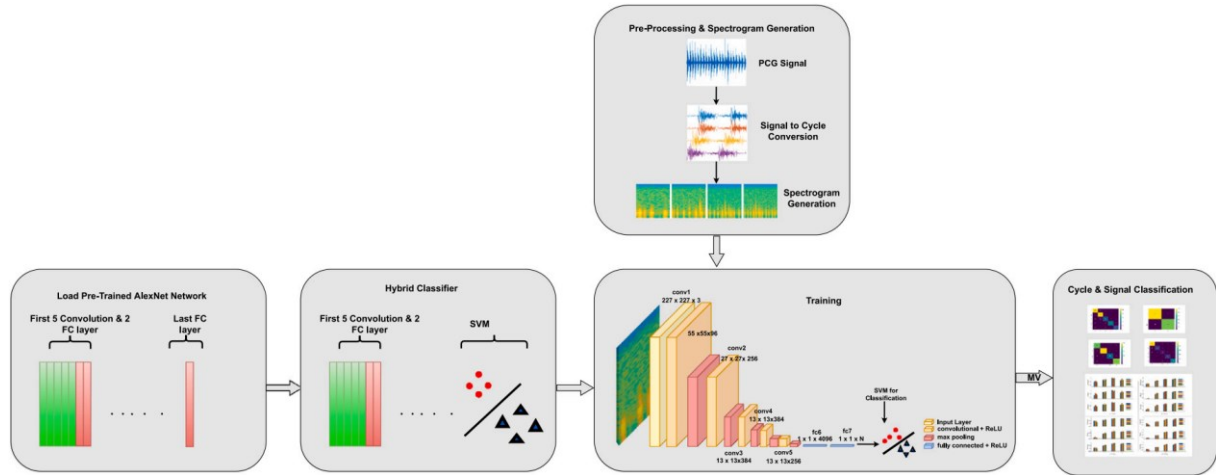 Pre-Processing & Spectrogram Generation
PCG Signal
Signal to Cycle
Conversion
Spectrogram
Generation
Load Pre-Trained AlexNet Network
First 5 Convolution & 2
FC layer
Last FC
layer
Hybrid Classifier
First 5 Convolution & 2
FC layer
SVM
Training
conv1
227 x 227 x 3
55 x55x96
conv2
27 x 27x 256
conv3
13 x 13x384
conv4
13 x 13x384
conv5
13 x 13x256
fc6
1 x 1 x 4096
fc7
1 x 1 x N
SVM for
Classification
Input Layer
convolutional + ReLU
max pooling
fully connected + ReLU
MV
Cycle & Signal Classification